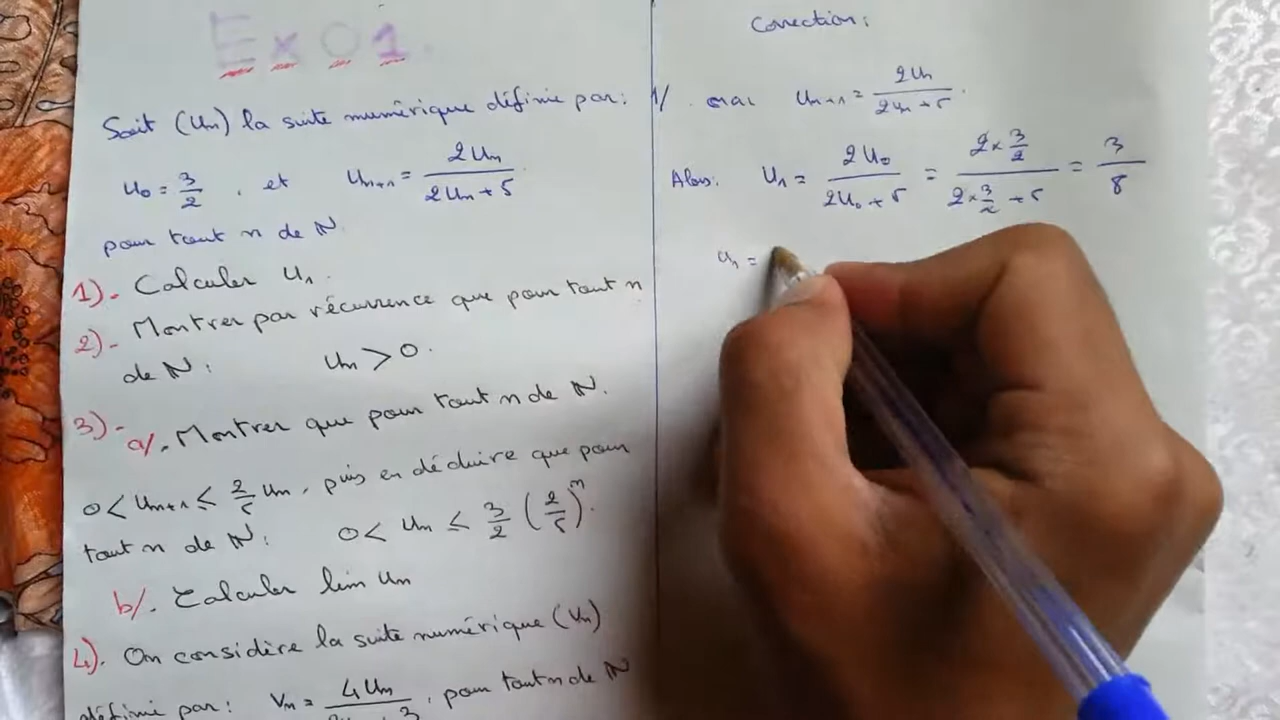 Ex 01.
Soit (Un) la suite numérique définie par:
U0 = 3/2 , et Un+1 = 2Un / 2Un + 5
pour tout n de ℕ
1)- Calculer U1.
2)- Montrer par récurrence que pour tout n
de ℕ: Un > 0.
3)-
a/. Montrer que pour tout n de ℕ.
0 < Un+1 ≤ 2/5 Un, puis en déduire que pour
tout n de ℕ: 0 < Un ≤ 3/2 (2/5)^n.
b/. Calculer lim Un
4). On considère la suite numérique (Vn)
définie par: Vn = 4Un / , pour tout n de ℕ
Correction:
1/ Un+1 = 2Un / 2Un + 5
Alors: U1 = 2U0 / 2U0 + 5 = 2×3/2 / 2×3/2 + 5 = 3/8
U1 =